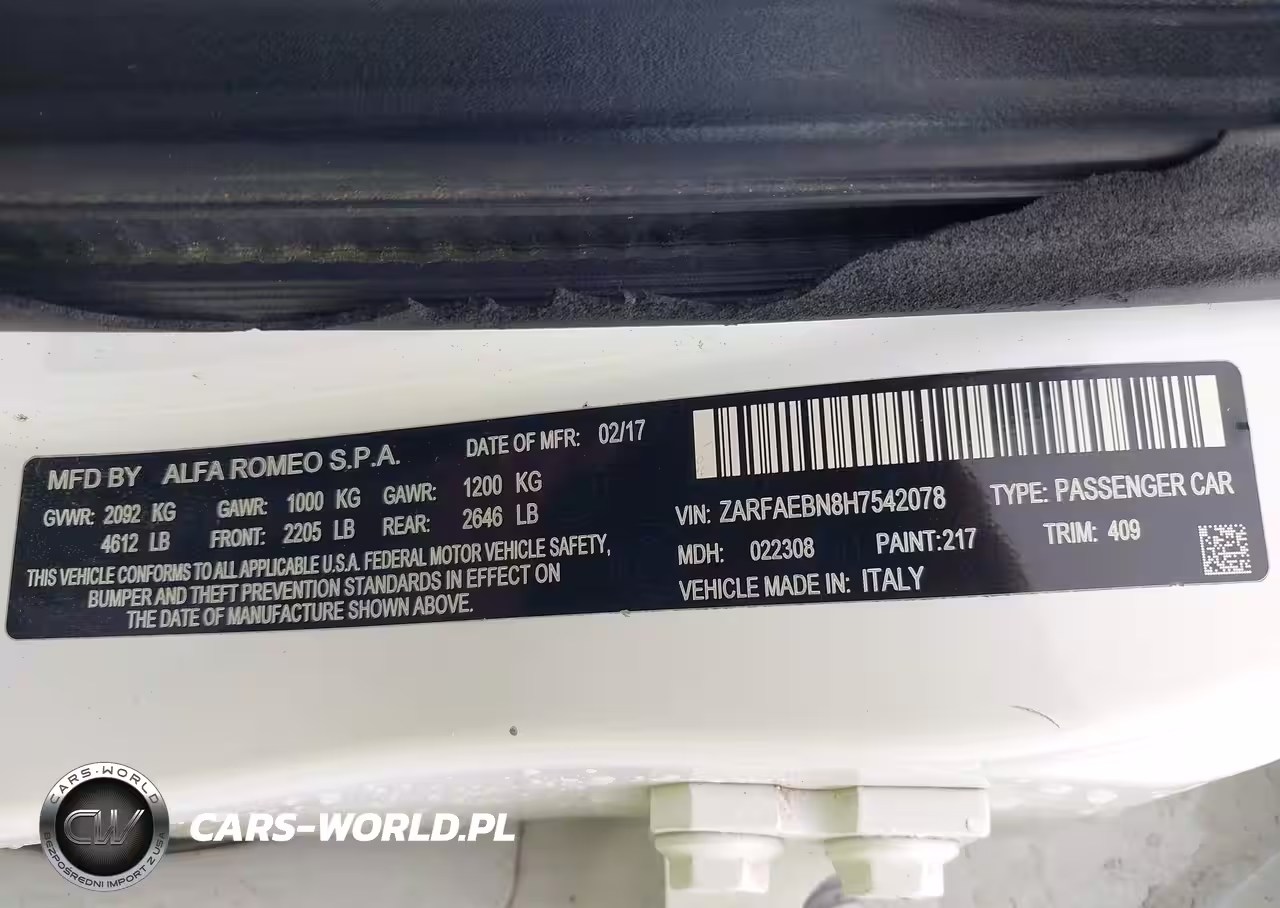 MFD BY ALFA ROMEO S.P.A. DATE OF MFR: 02/17
GVWR: 2092 KG GAWR: 1000 KG GAWR: 1200 KG
4612 LB FRONT: 2205 LB REAR: 2646 LB
THIS VEHICLE CONFORMS TO ALL APPLICABLE U.S.A. FEDERAL MOTOR VEHICLE SAFETY,
BUMPER AND THEFT PREVENTION STANDARDS IN EFFECT ON
THE DATE OF MANUFACTURE SHOWN ABOVE.
VIN: ZARFAEBN8H7542078 TYPE: PASSENGER CAR
MDH: 022308 PAINT:217 TRIM: 409
VEHICLE MADE IN: ITALY
CARS-WORLD
CW
BEZPOŚREDNI IMPORT Z USA
CARS-WORLD.PL